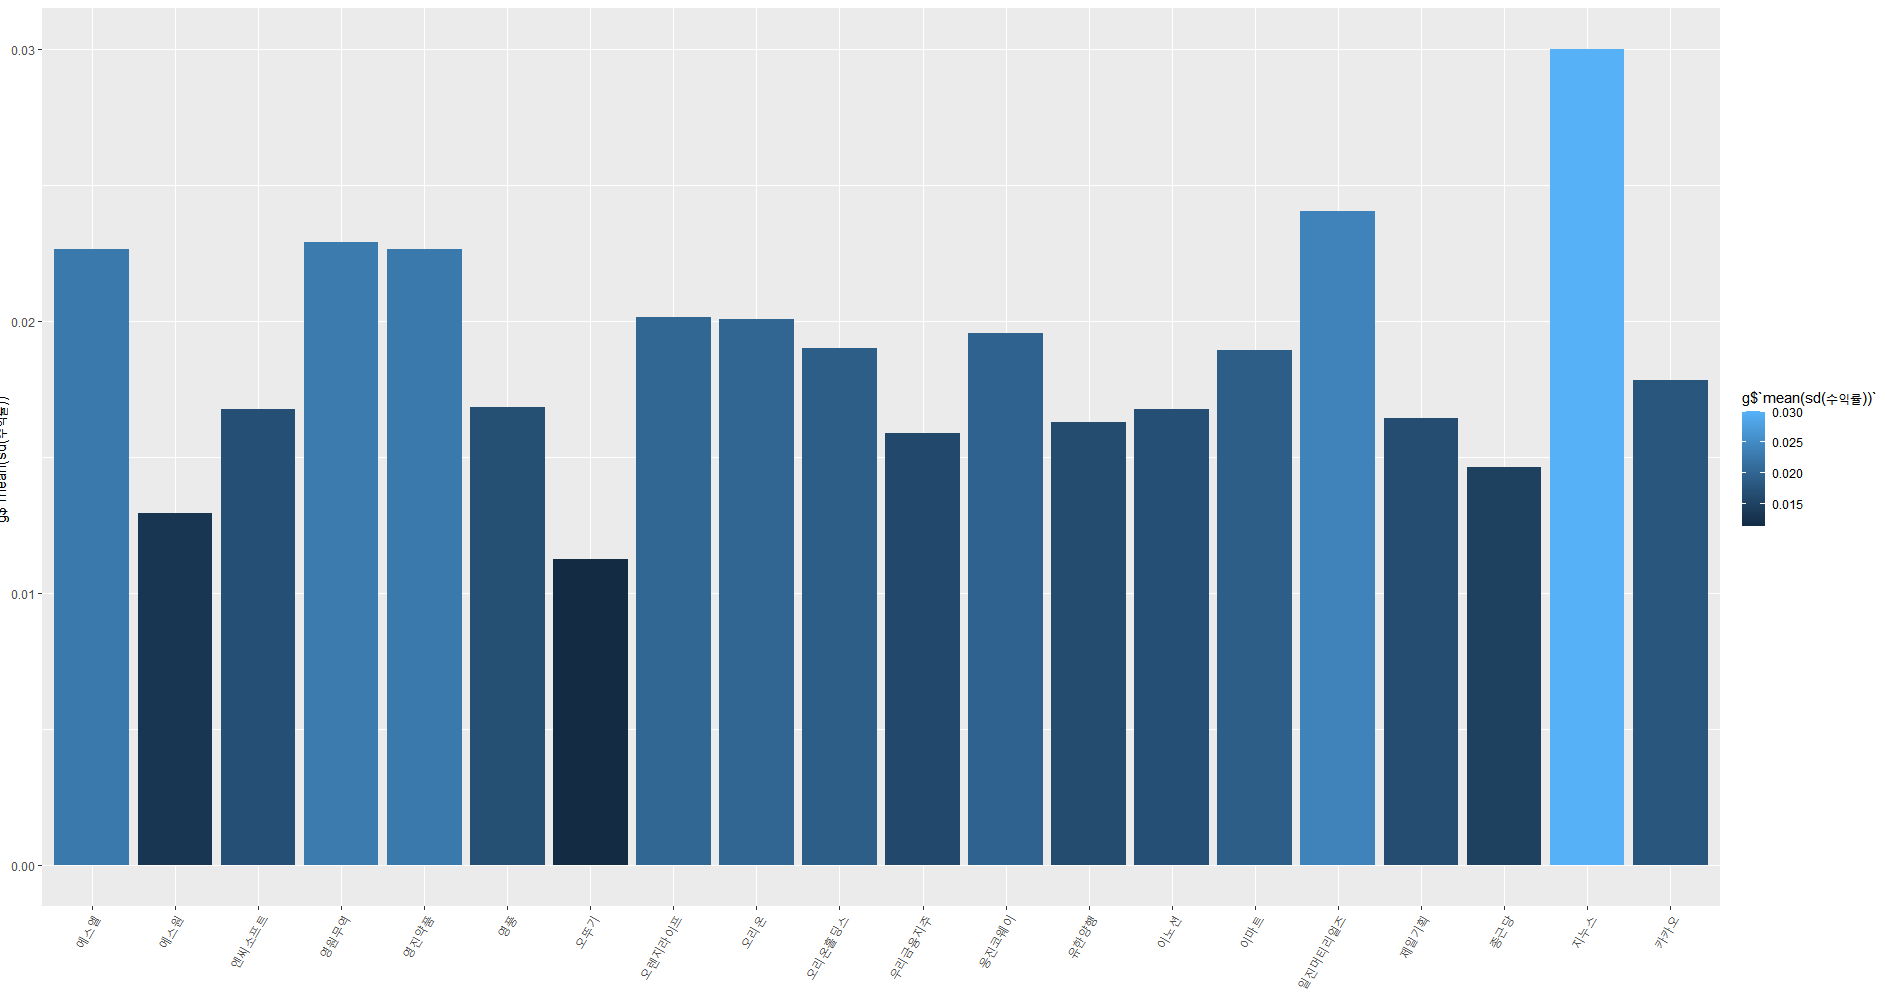 0.03
0.02
0.01
0.00
g$`mean(sd(수익률))`
에스엘
에스원
엔씨소프트
영원무역
영진약품
영풍
오뚜기
오렌지라이프
오리온
오리온홀딩스
우리금융지주
웅진코웨이
유한양행
이노션
이마트
일진머티리얼즈
제일기획
종근당
지누스
카카오
g$`mean(sd(수익률))`
0.030
0.025
0.020
0.015